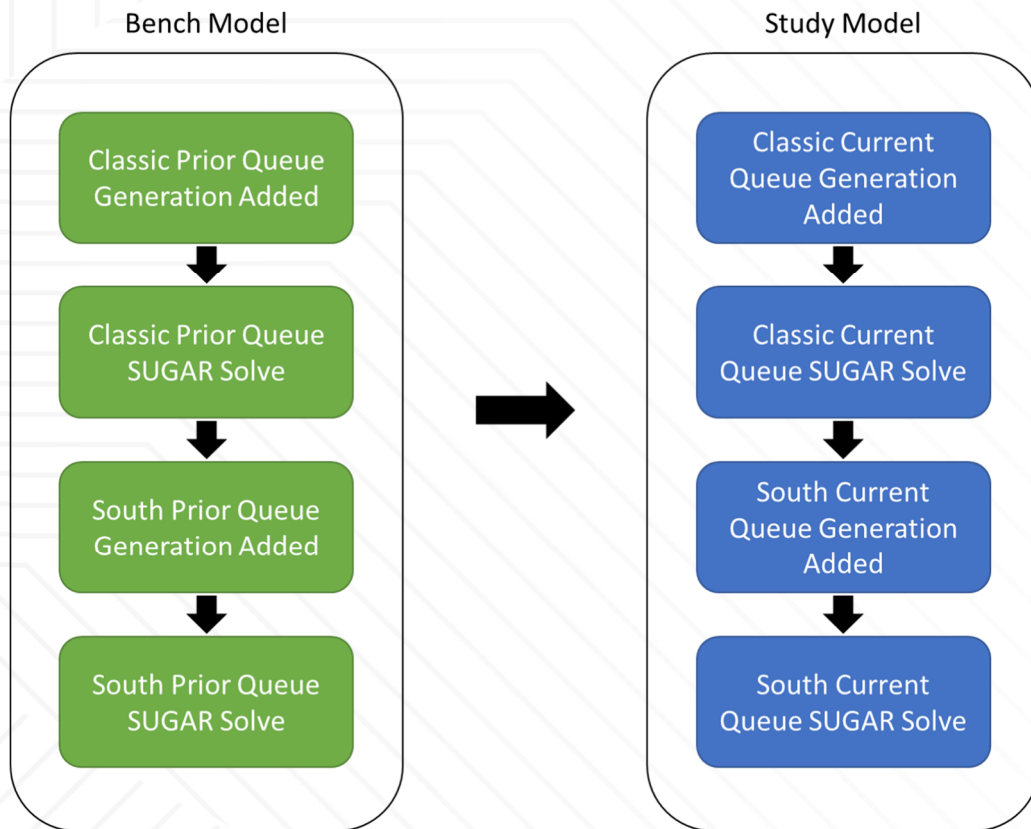 Bench Model
Classic Prior Queue
Generation Added
Classic Prior Queue
SUGAR Solve
South Prior Queue
Generation Added
South Prior Queue
SUGAR Solve
Study Model
Classic Current
Queue Generation
Added
Classic Current
Queue SUGAR Solve
South Current
Queue Generation
Added
South Current
Queue SUGAR Solve